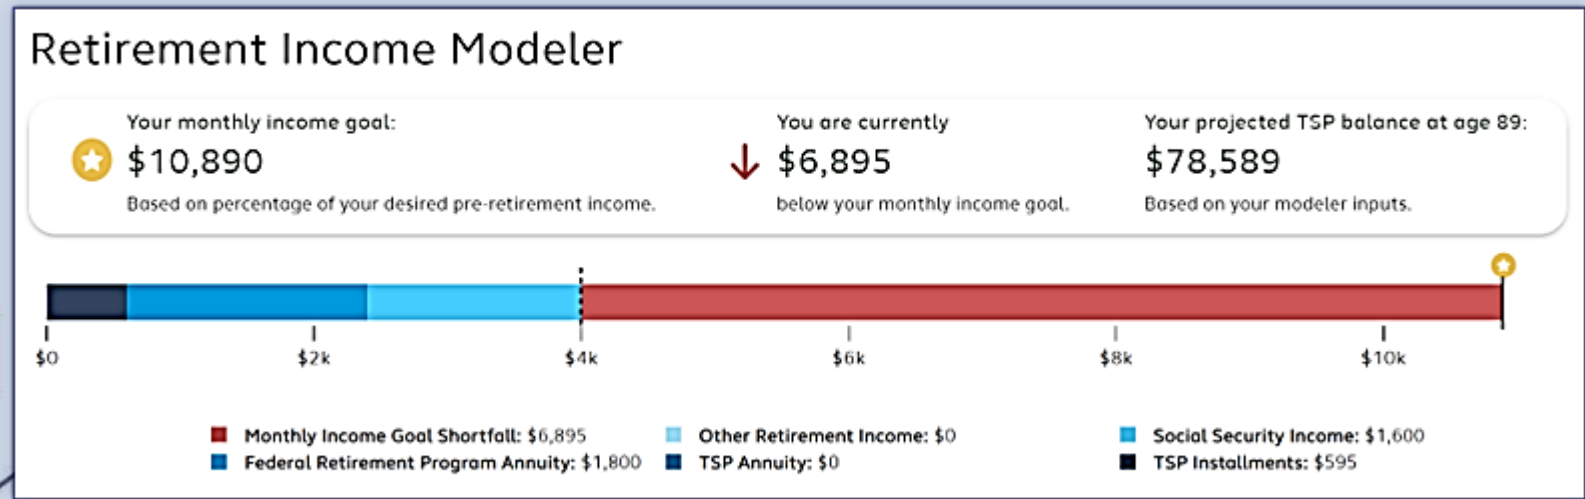 Retirement Income Modeler
Your monthly income goal:
$10,890
Based on percentage of your desired pre-retirement income.
You are currently
$6,895
below your monthly income goal.
Your projected TSP balance at age 89:
$78,589
Based on your modeler inputs.
$0 $2k $4k $6k $8k $10k
Monthly Income Goal Shortfall: $6,895 Other Retirement Income: $0 Social Security Income: $1,600
Federal Retirement Program Annuity: $1,800 TSP Annuity: $0 TSP Installments: $595